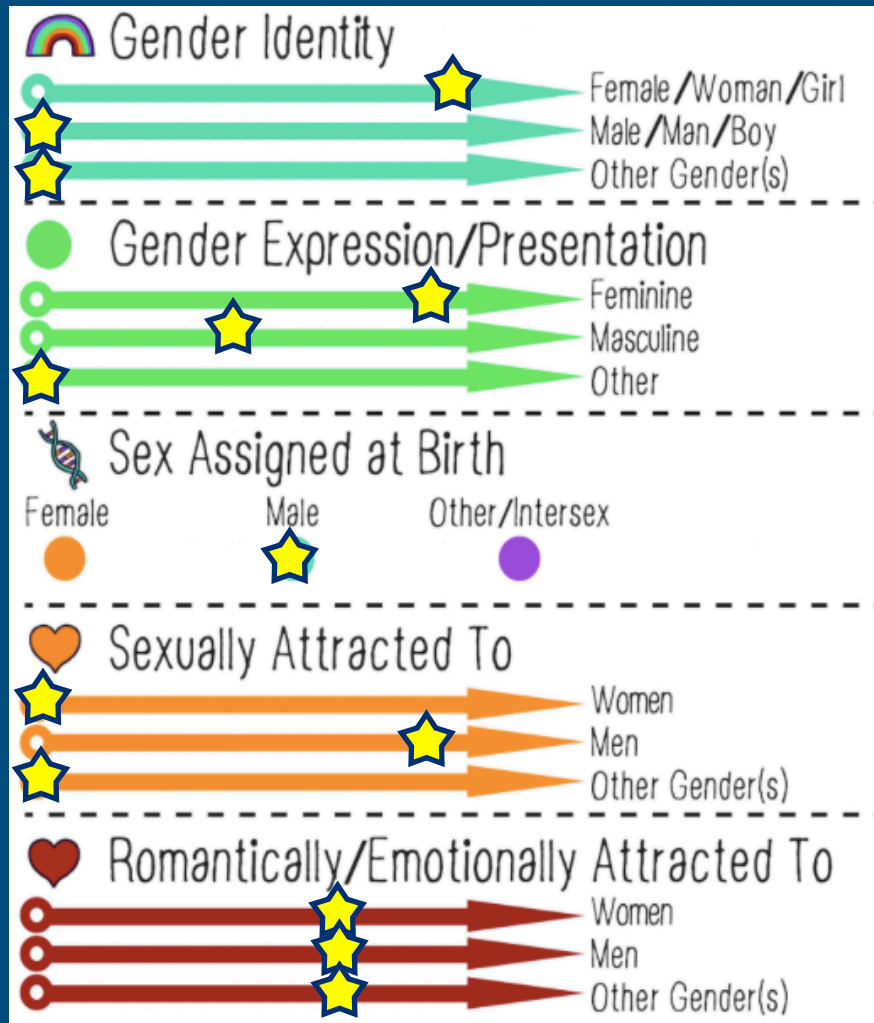 Gender Identity
Female/Woman/Girl
Male/Man/Boy
Other Gender(s)
Gender Expression/Presentation
Feminine
Masculine
Other
Sex Assigned at Birth
Female Male Other/Intersex
Sexually Attracted To
Women
Men
Other Gender(s)
Romantically/Emotionally Attracted To
Women
Men
Other Gender(s)